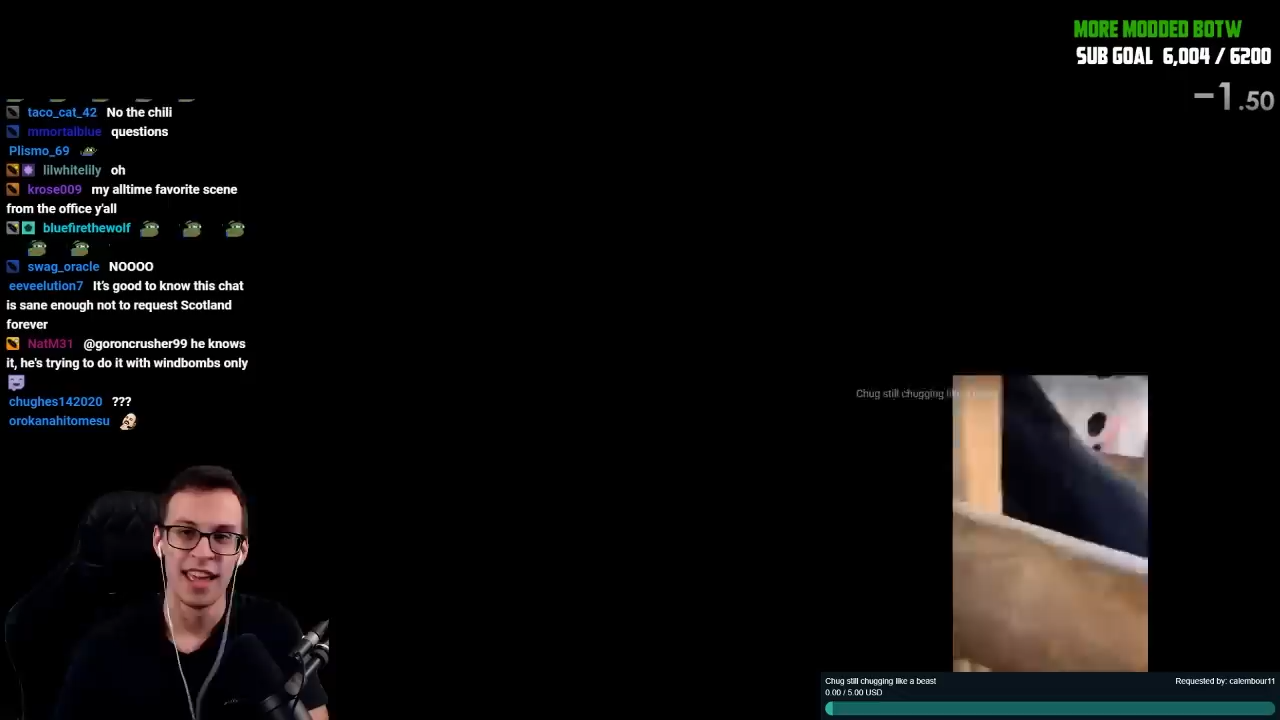 MORE MODDED BOTW
SUB GOAL 6,004 / 6200
-1.50
taco_cat_42 No the chili
mmortalblue questions
Plismo_69
lilwhitelily oh
krose009 my alltime favorite scene
from the office y'all
bluefirethewolf
swag_oracle NOOOO
eeveelution7 It's good to know this chat
is sane enough not to request Scotland
forever
NatM31 @goroncrusher99 he knows
it, he's trying to do it with windbombs only
chughes142020 ???
orokanahitomesu
Chug still chugging
Chug still chugging like a beast
Requested by: calembour11
0.00 / 5.00 USD